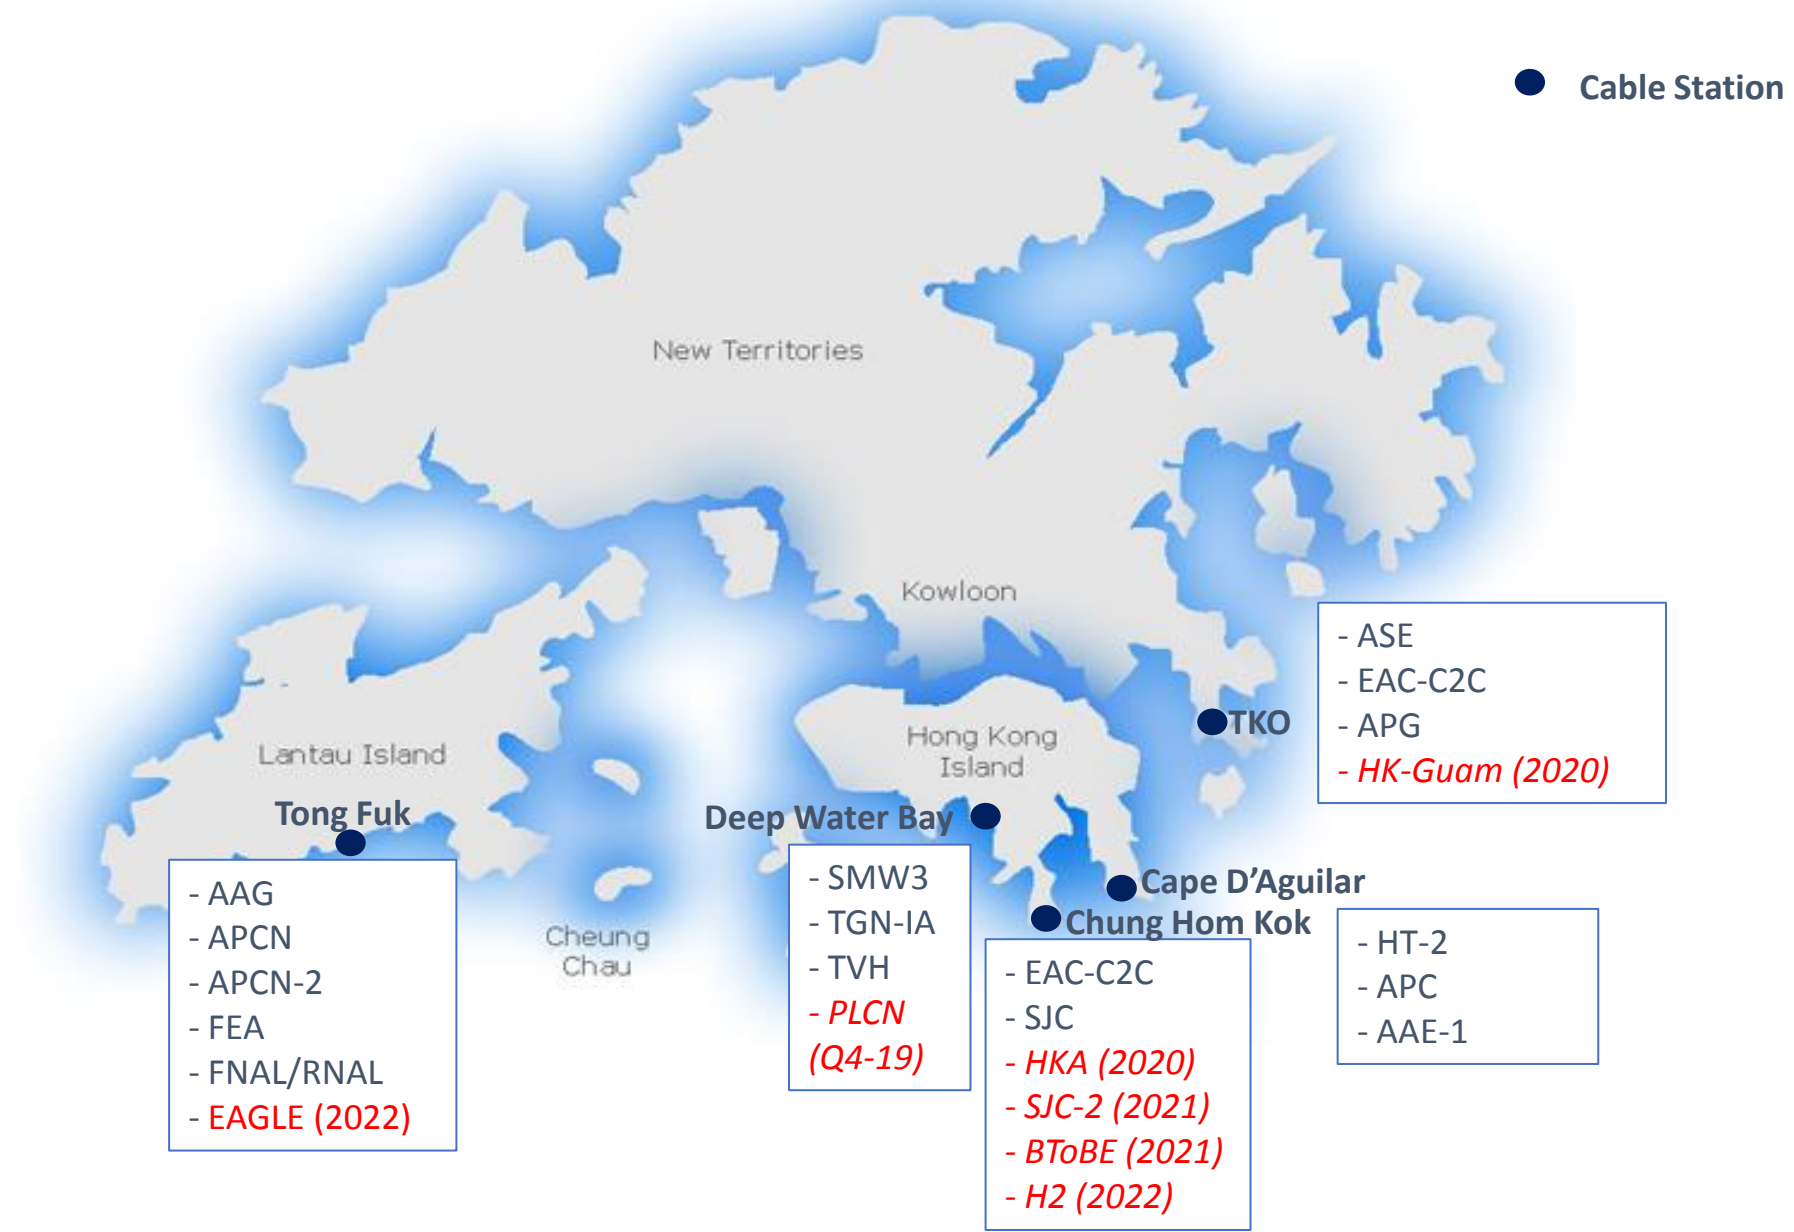 Cable Station
New Territories
Kowloon
- ASE
- EAC-C2C
- APG
- HK-Guam (2020)
TKO
Hong Kong
Island
Lantau Island
Tong Fuk
Deep Water Bay
- AAG
- APCN
- APCN-2
- FEA
- FNAL/RNAL
- EAGLE (2022)
Cheung
Chau
- SMW3
- TGN-IA
- TVH
- PLCN
(Q4-19)
Cape D’Aguilar
Chung Hom Kok
- EAC-C2C
- SJC
- HKA (2020)
- SJC-2 (2021)
- BToBE (2021)
- H2 (2022)
- HT-2
- APC
- AAE-1